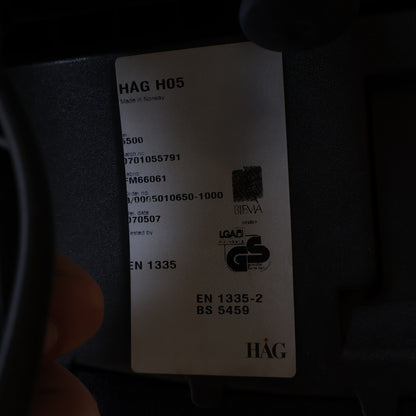 HÅG H05
Made in Norway
5500
0701055791
FM66061
0005010650-1000
070507
EN 1335
BIFMA
LGA
GS
EN 1335-2
BS 5459
HÅG